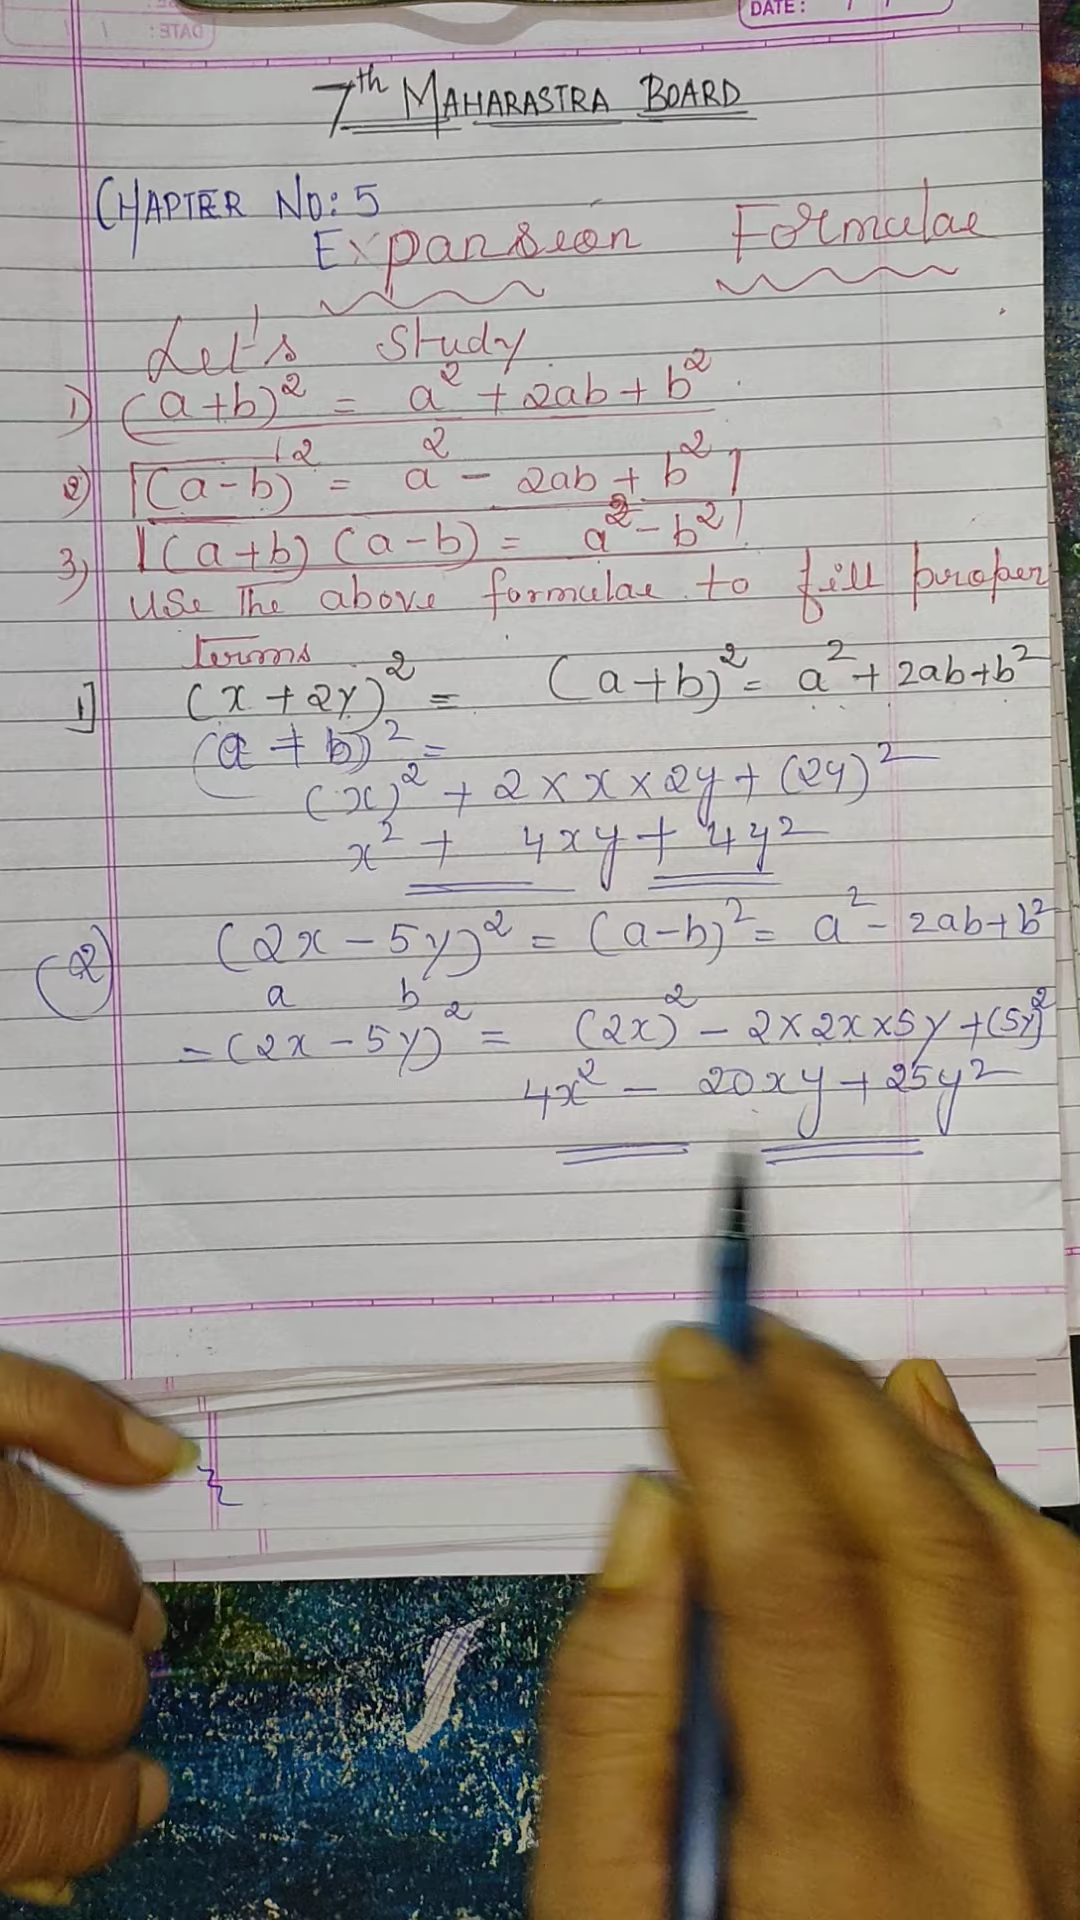 DATE:
7th MAHARASTRA BOARD
CHAPTER NO: 5
Expansion Formulae
Let's Study
1) (a+b)² = a² + 2ab + b²
2) (a-b)² = a² - 2ab + b²
3) (a+b) (a-b) = a² - b²
Use The above formulae to fill proper
terms
1] (x + 2y)² = (a+b)² = a² + 2ab + b²
(a + b)² =
(x)² + 2 × x × 2y + (2y)²
x² + 4xy + 4y²
(2) (2x - 5y)² = (a-b)² = a² - 2ab + b²
a b
- (2x - 5y)² = (2x)² - 2 × 2x × 5y + (5y)²
4x² - 20xy + 25y²